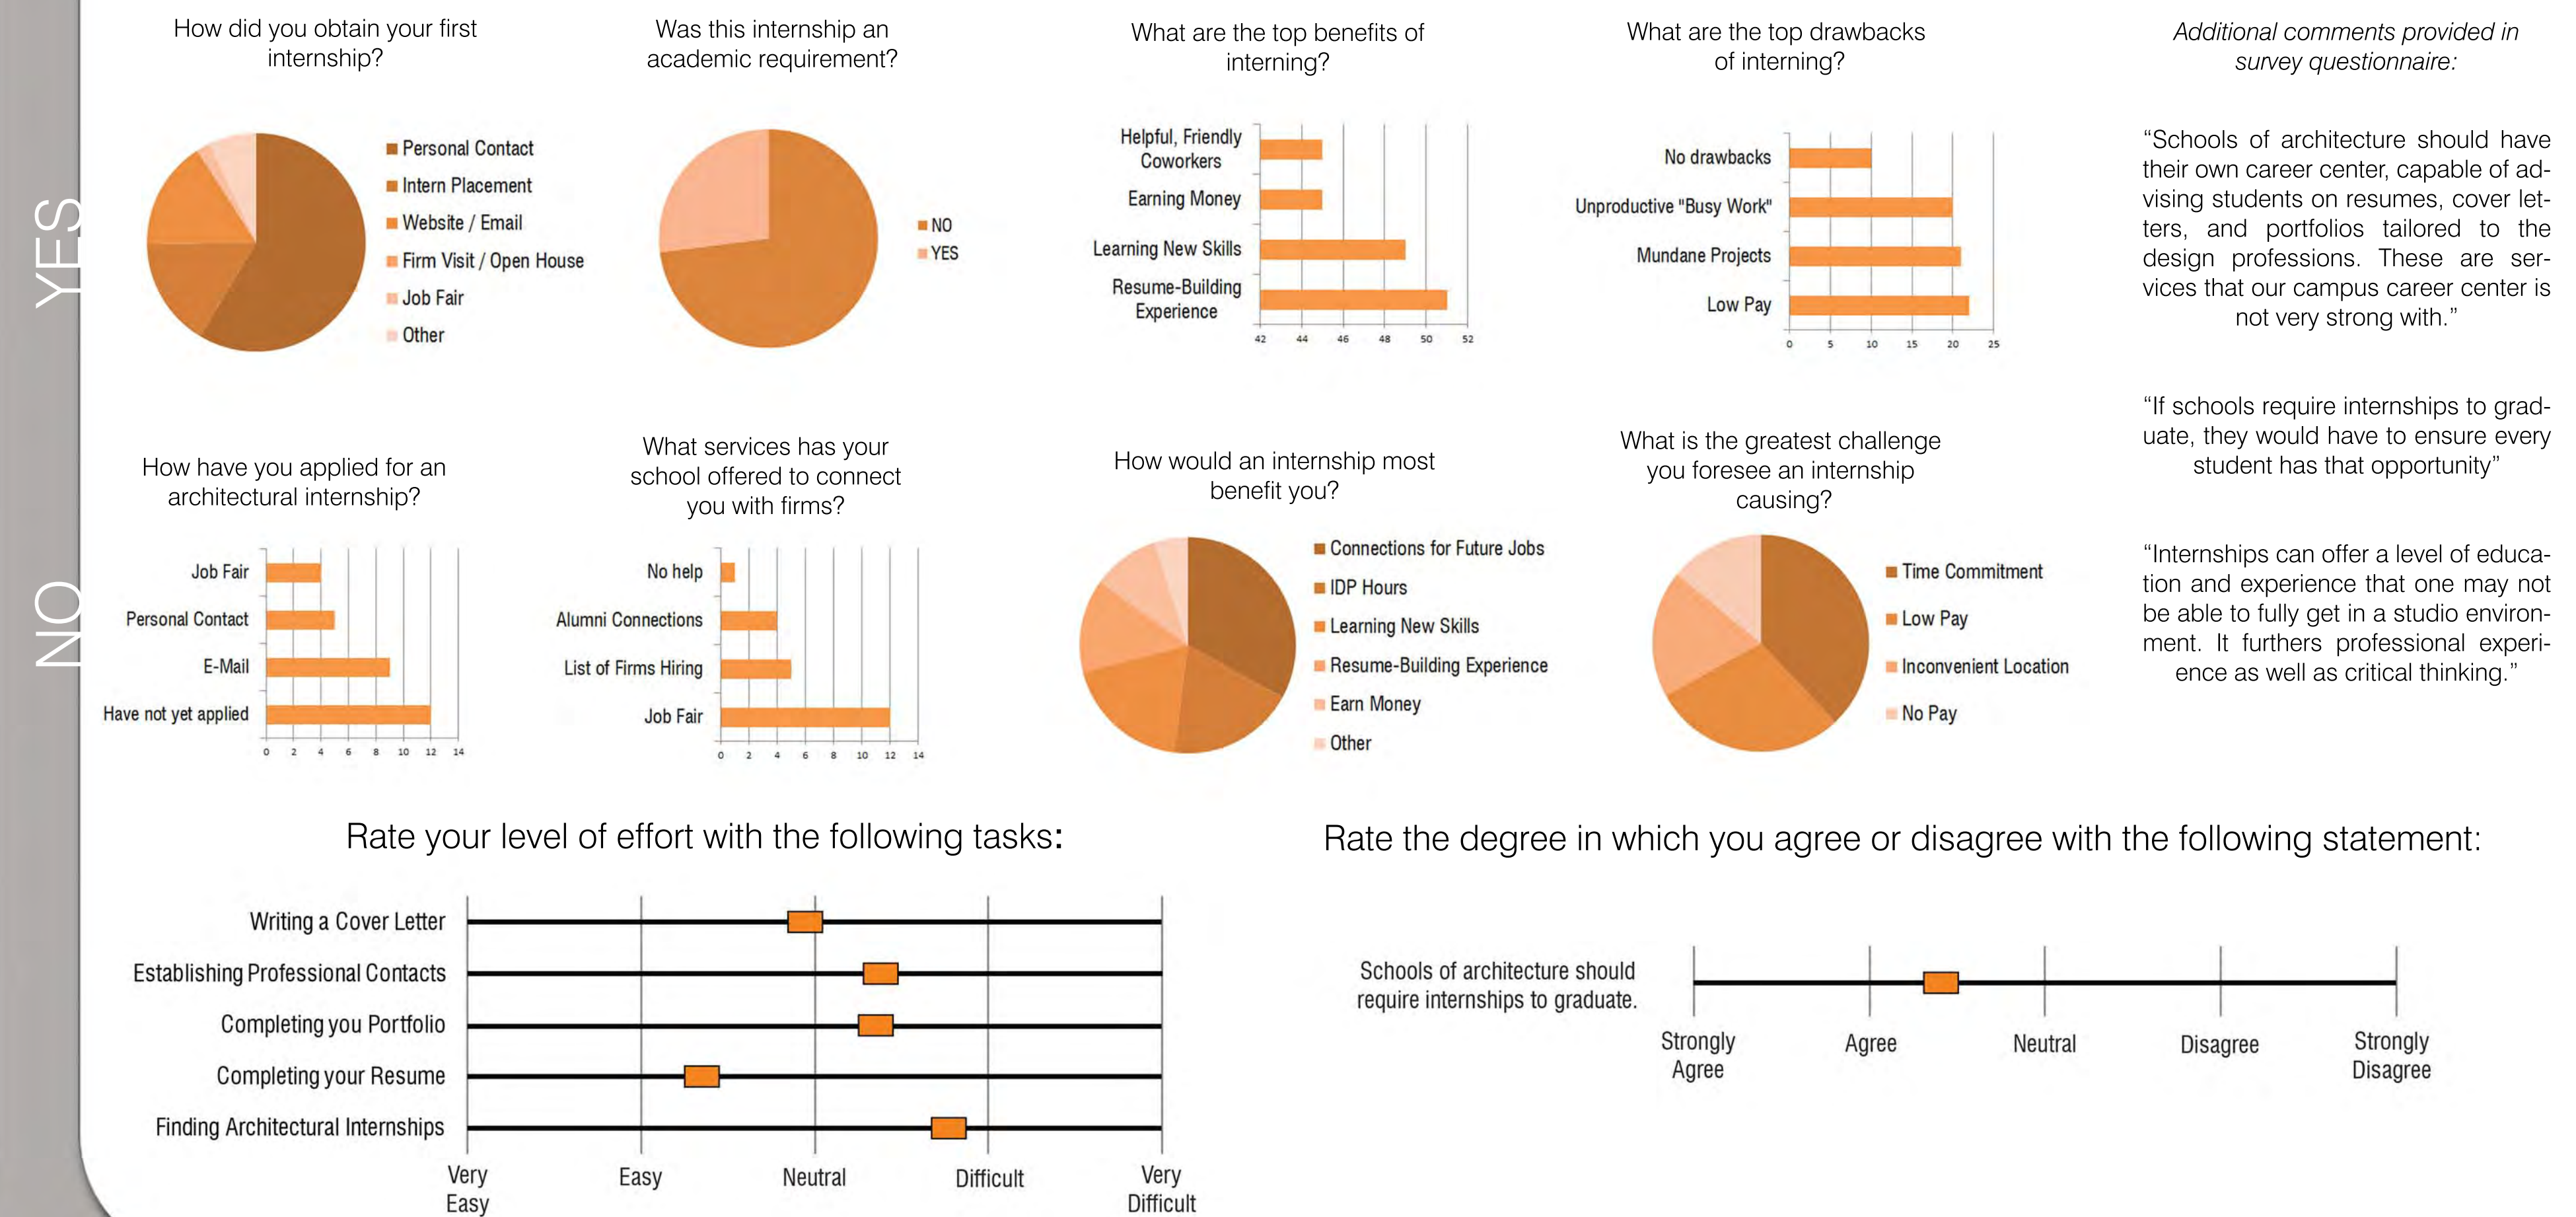 YES
How did you obtain your first
internship?
Personal Contact
Intern Placement
Website / Email
Firm Visit / Open House
Job Fair
Other
Was this internship an
academic requirement?
NO
YES
What are the top benefits of
interning?
Helpful, Friendly
Coworkers
Earning Money
Learning New Skills
Resume-Building
Experience
42 44 46 48 50 52
What are the top drawbacks
of interning?
No drawbacks
Unproductive "Busy Work"
Mundane Projects
Low Pay
0 5 10 15 20 25
NO
How have you applied for an
architectural internship?
Job Fair
Personal Contact
E-Mail
Have not yet applied
0 2 4 6 8 10 12 14
What services has your
school offered to connect
you with firms?
No help
Alumni Connections
List of Firms Hiring
Job Fair
0 2 4 6 8 10 12 14
How would an internship most
benefit you?
Connections for Future Jobs
IDP Hours
Learning New Skills
Resume-Building Experience
Earn Money
Other
What is the greatest challenge
you foresee an internship
causing?
Time Commitment
Low Pay
Inconvenient Location
No Pay
Additional comments provided in
survey questionnaire:
“Schools of architecture should have
their own career center, capable of ad-
vising students on resumes, cover let-
ters, and portfolios tailored to the
design professions. These are ser-
vices that our campus career center is
not very strong with.”
“If schools require internships to grad-
uate, they would have to ensure every
student has that opportunity”
“Internships can offer a level of educa-
tion and experience that one may not
be able to fully get in a studio environ-
ment. It furthers professional experi-
ence as well as critical thinking.”
Rate your level of effort with the following tasks:
Writing a Cover Letter
Establishing Professional Contacts
Completing you Portfolio
Completing your Resume
Finding Architectural Internships
Very
Easy
Easy
Neutral
Difficult
Very
Difficult
Rate the degree in which you agree or disagree with the following statement:
Schools of architecture should
require internships to graduate.
Strongly
Agree
Agree
Neutral
Disagree
Strongly
Disagree